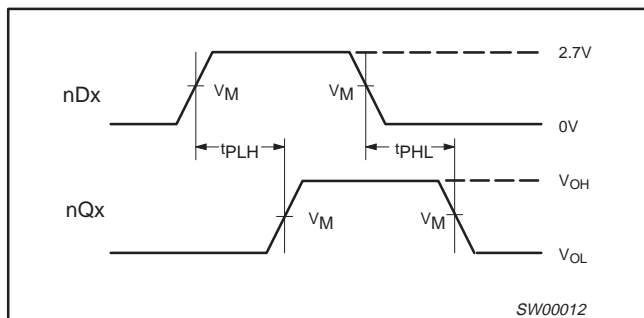 2.7V
nDx
VM
VM
0V
tPLH
tPHL
VOH
nQx
VM
VM
VOL
SW00012